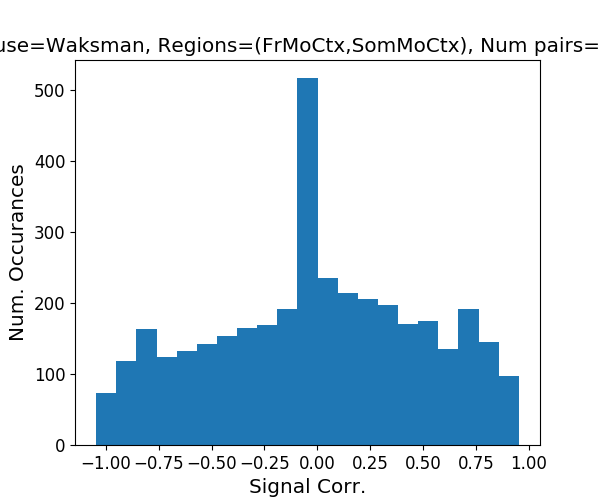 use=Waksman, Regions=(FrMoCtx,SomMoCtx), Num pairs=
500
400
300
200
100
0
Num. Occurances
−1.00 −0.75 −0.50 −0.25 0.00 0.25 0.50 0.75 1.00
Signal Corr.